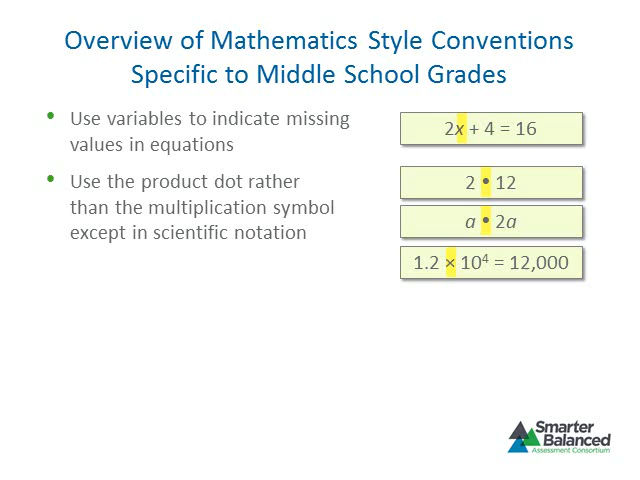 Overview of Mathematics Style Conventions
Specific to Middle School Grades
• Use variables to indicate missing
values in equations
2x + 4 = 16
• Use the product dot rather
than the multiplication symbol
except in scientific notation
2 • 12
a • 2a
1.2 × 10⁴ = 12,000
Smarter
Balanced
Assessment Consortium